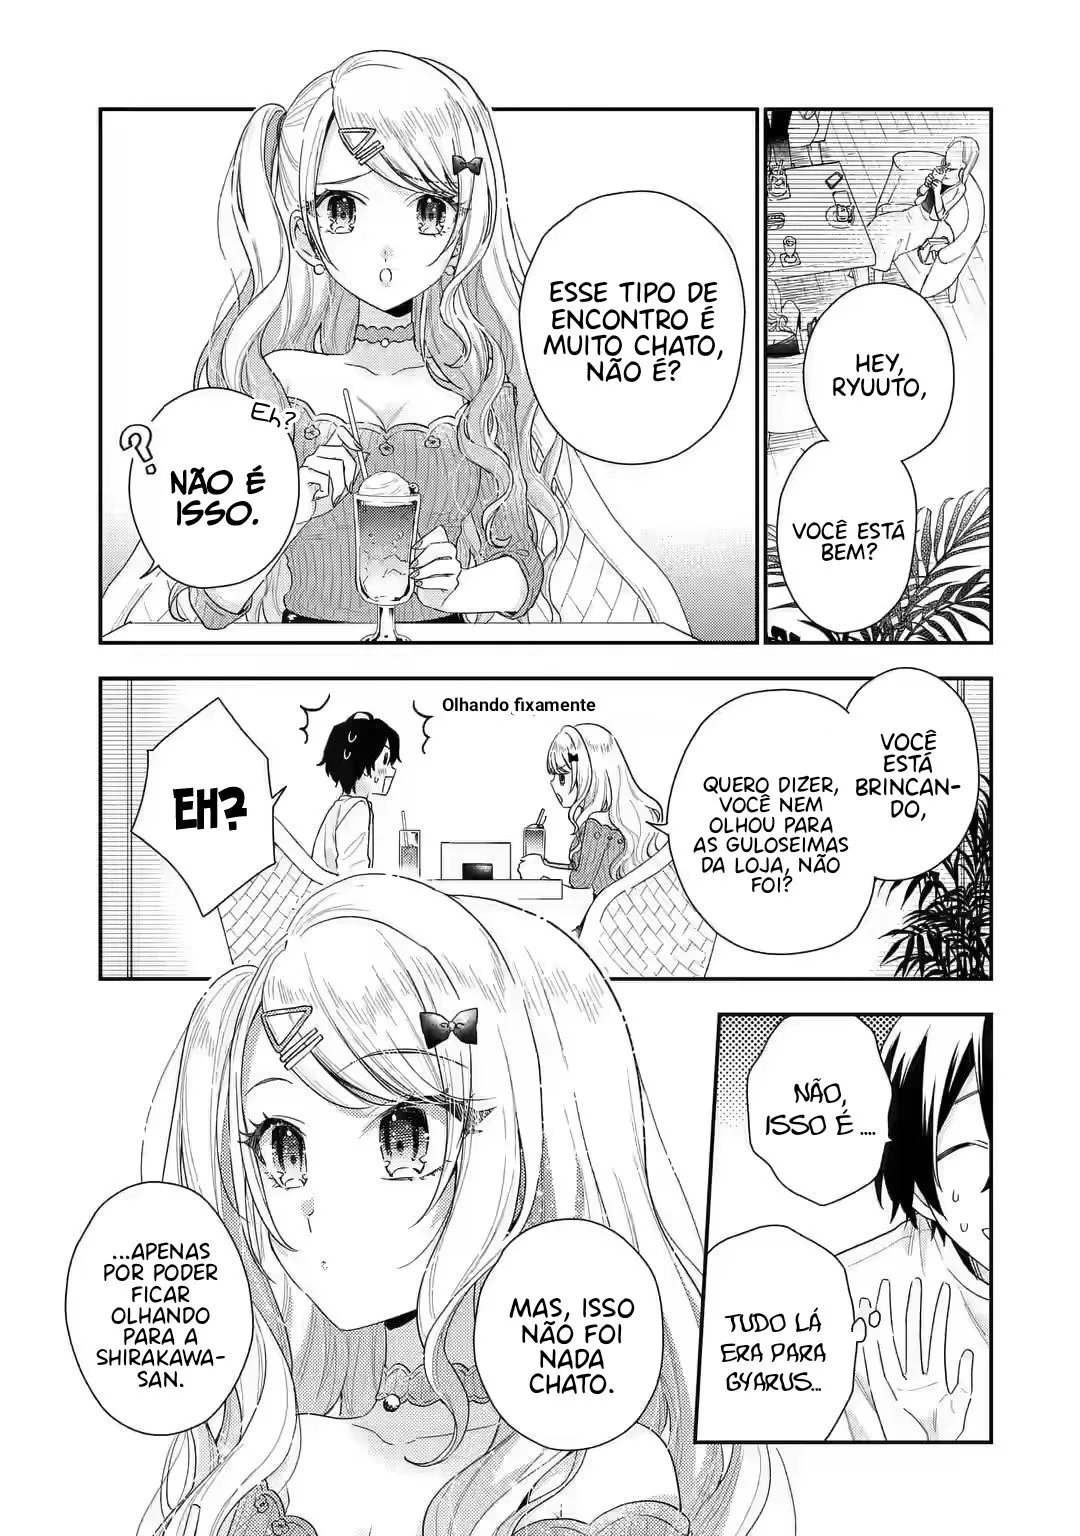 HEY,
RYUUTO,
VOCÊ ESTÁ
BEM?
ESSE TIPO DE
ENCONTRO É
MUITO CHATO,
NÃO É?
Eh?
?
NÃO É
ISSO.
VOCÊ
ESTÁ
BRINCAN-
DO,
QUERO DIZER,
VOCÊ NEM
OLHOU PARA
AS GULOSEIMAS
DA LOJA, NÃO
FOI?
Olhando fixamente
EH?
NÃO,
ISSO É ....
TUDO LÁ
ERA PARA
GYARUS...
MAS, ISSO
NÃO FOI
NADA
CHATO.
...APENAS
POR PODER
FICAR
OLHANDO
PARA A
SHIRAKAWA-
SAN.